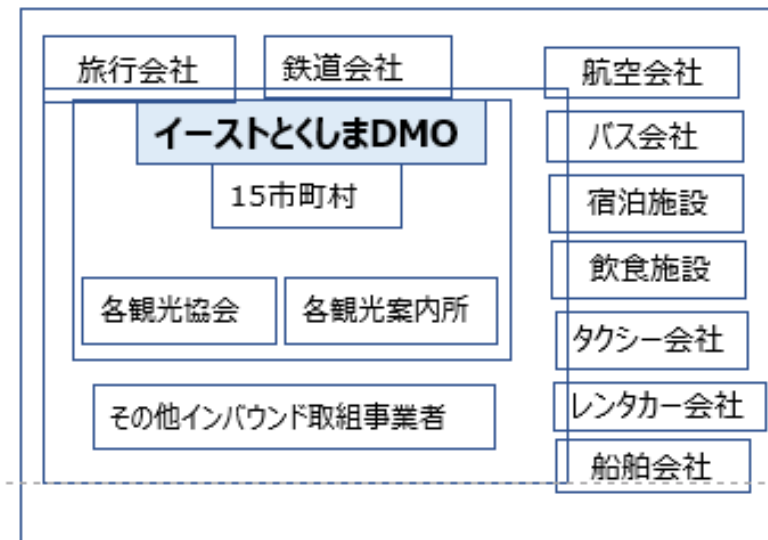 旅行会社
鉄道会社
航空会社
イーストとくしまDMO
バス会社
15市町村
宿泊施設
飲食施設
各観光協会
各観光案内所
タクシー会社
その他インバウンド取組事業者
レンタカー会社
船舶会社